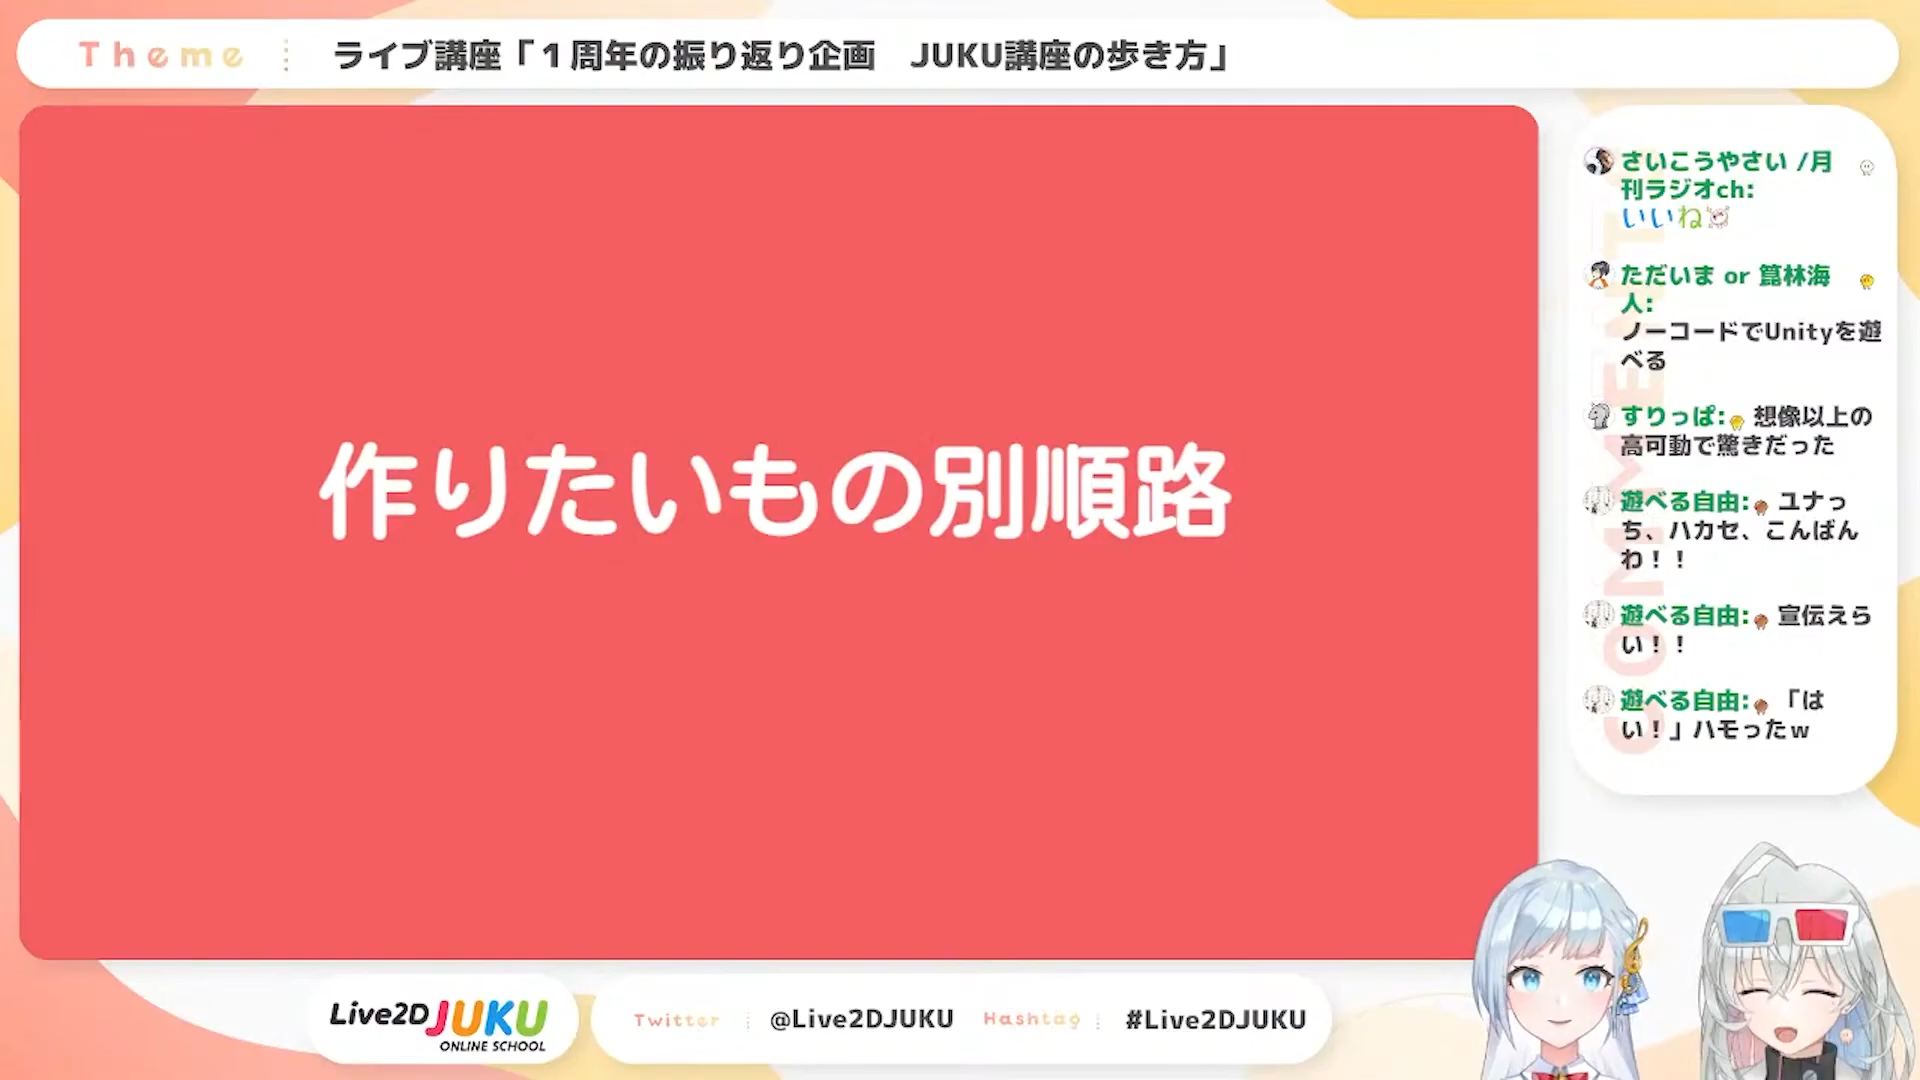 Theme
ライブ講座「１周年の振り返り企画　JUKU講座の歩き方」
作りたいもの別順路
さいこうやさい /月
刊ラジオch:
いいね
ただいま or 篁林海
人:
ノーコードでUnityを遊
べる
すりっぱ: 想像以上の
高可動で驚きだった
遊べる自由: ユナっ
ち、ハカセ、こんばん
わ！！
遊べる自由: 宣伝えら
い！！
遊べる自由: 「は
い！」ハモったw
COMMENT
Live2D JUKU
ONLINE SCHOOL
Twitter @Live2DJUKU Hashtag #Live2DJUKU